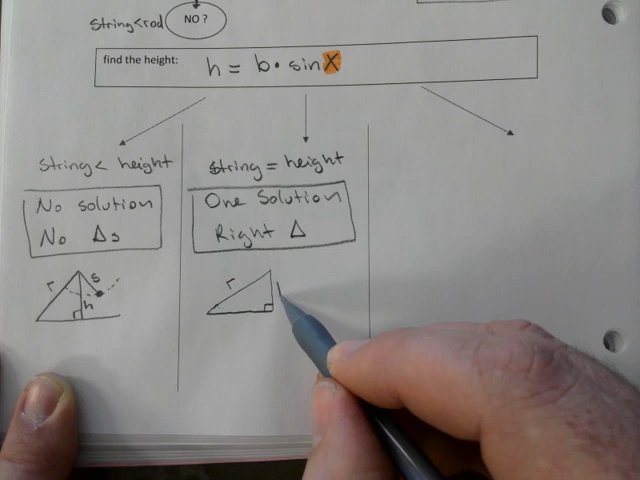 String<rod
NO?
find the height: h = b • sin X
String < height
No solution
No Δs
r s
h
string = height
One Solution
Right Δ
r